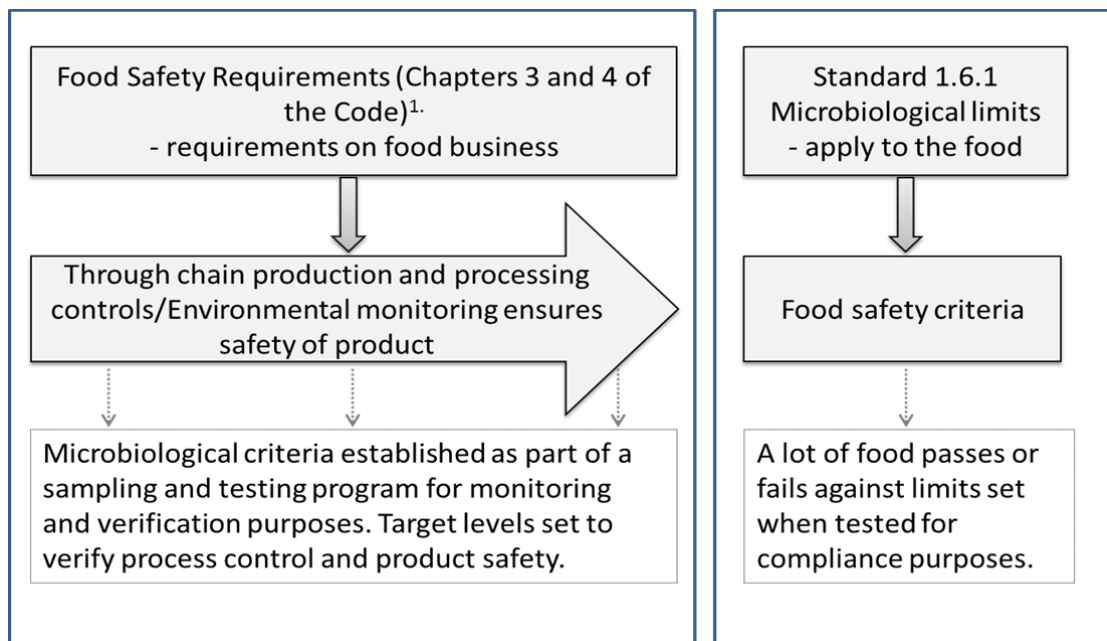 Food Safety Requirements (Chapters 3 and 4 of
the Code)¹·
- requirements on food business
Through chain production and processing
controls/Environmental monitoring ensures
safety of product
Microbiological criteria established as part of a
sampling and testing program for monitoring
and verification purposes. Target levels set to
verify process control and product safety.
Standard 1.6.1
Microbiological limits
- apply to the food
Food safety criteria
A lot of food passes or
fails against limits set
when tested for
compliance purposes.